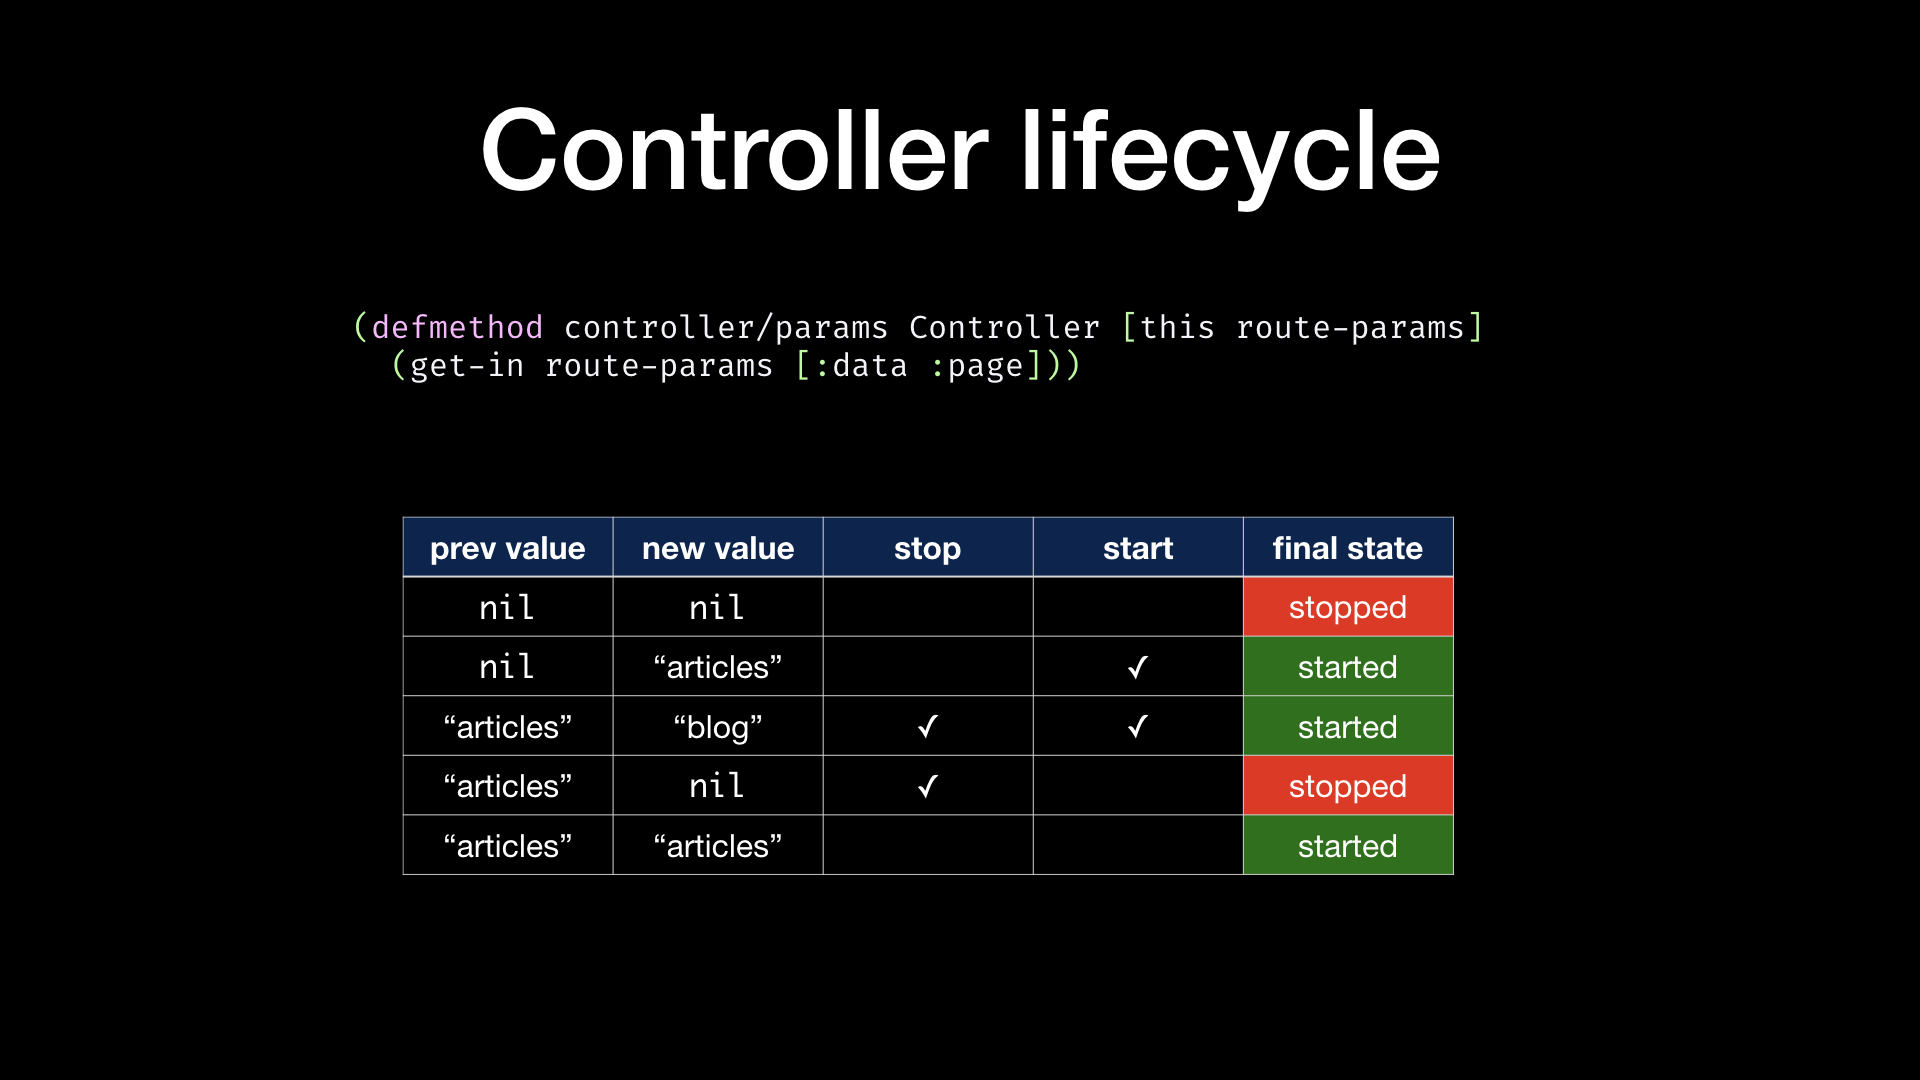 Controller lifecycle
(defmethod controller/params Controller [this route-params]
(get-in route-params [:data :page]))
prev value new value stop start final state
nil nil stopped
nil “articles” ✓ started
“articles” “blog” ✓ ✓ started
“articles” nil ✓ stopped
“articles” “articles” started